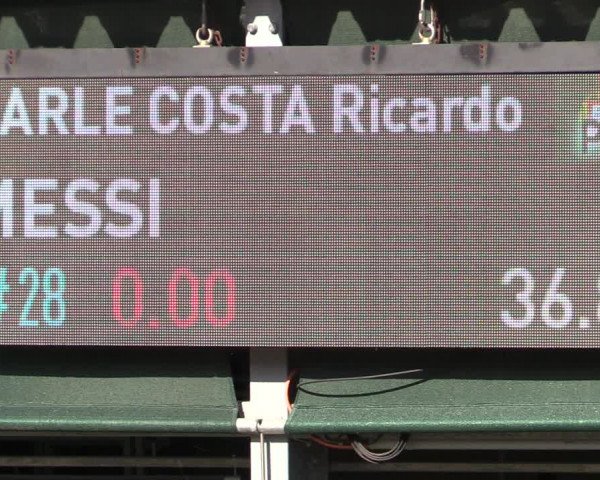 ARLE COSTA Ricardo
MESSI
#28 0.00 36.